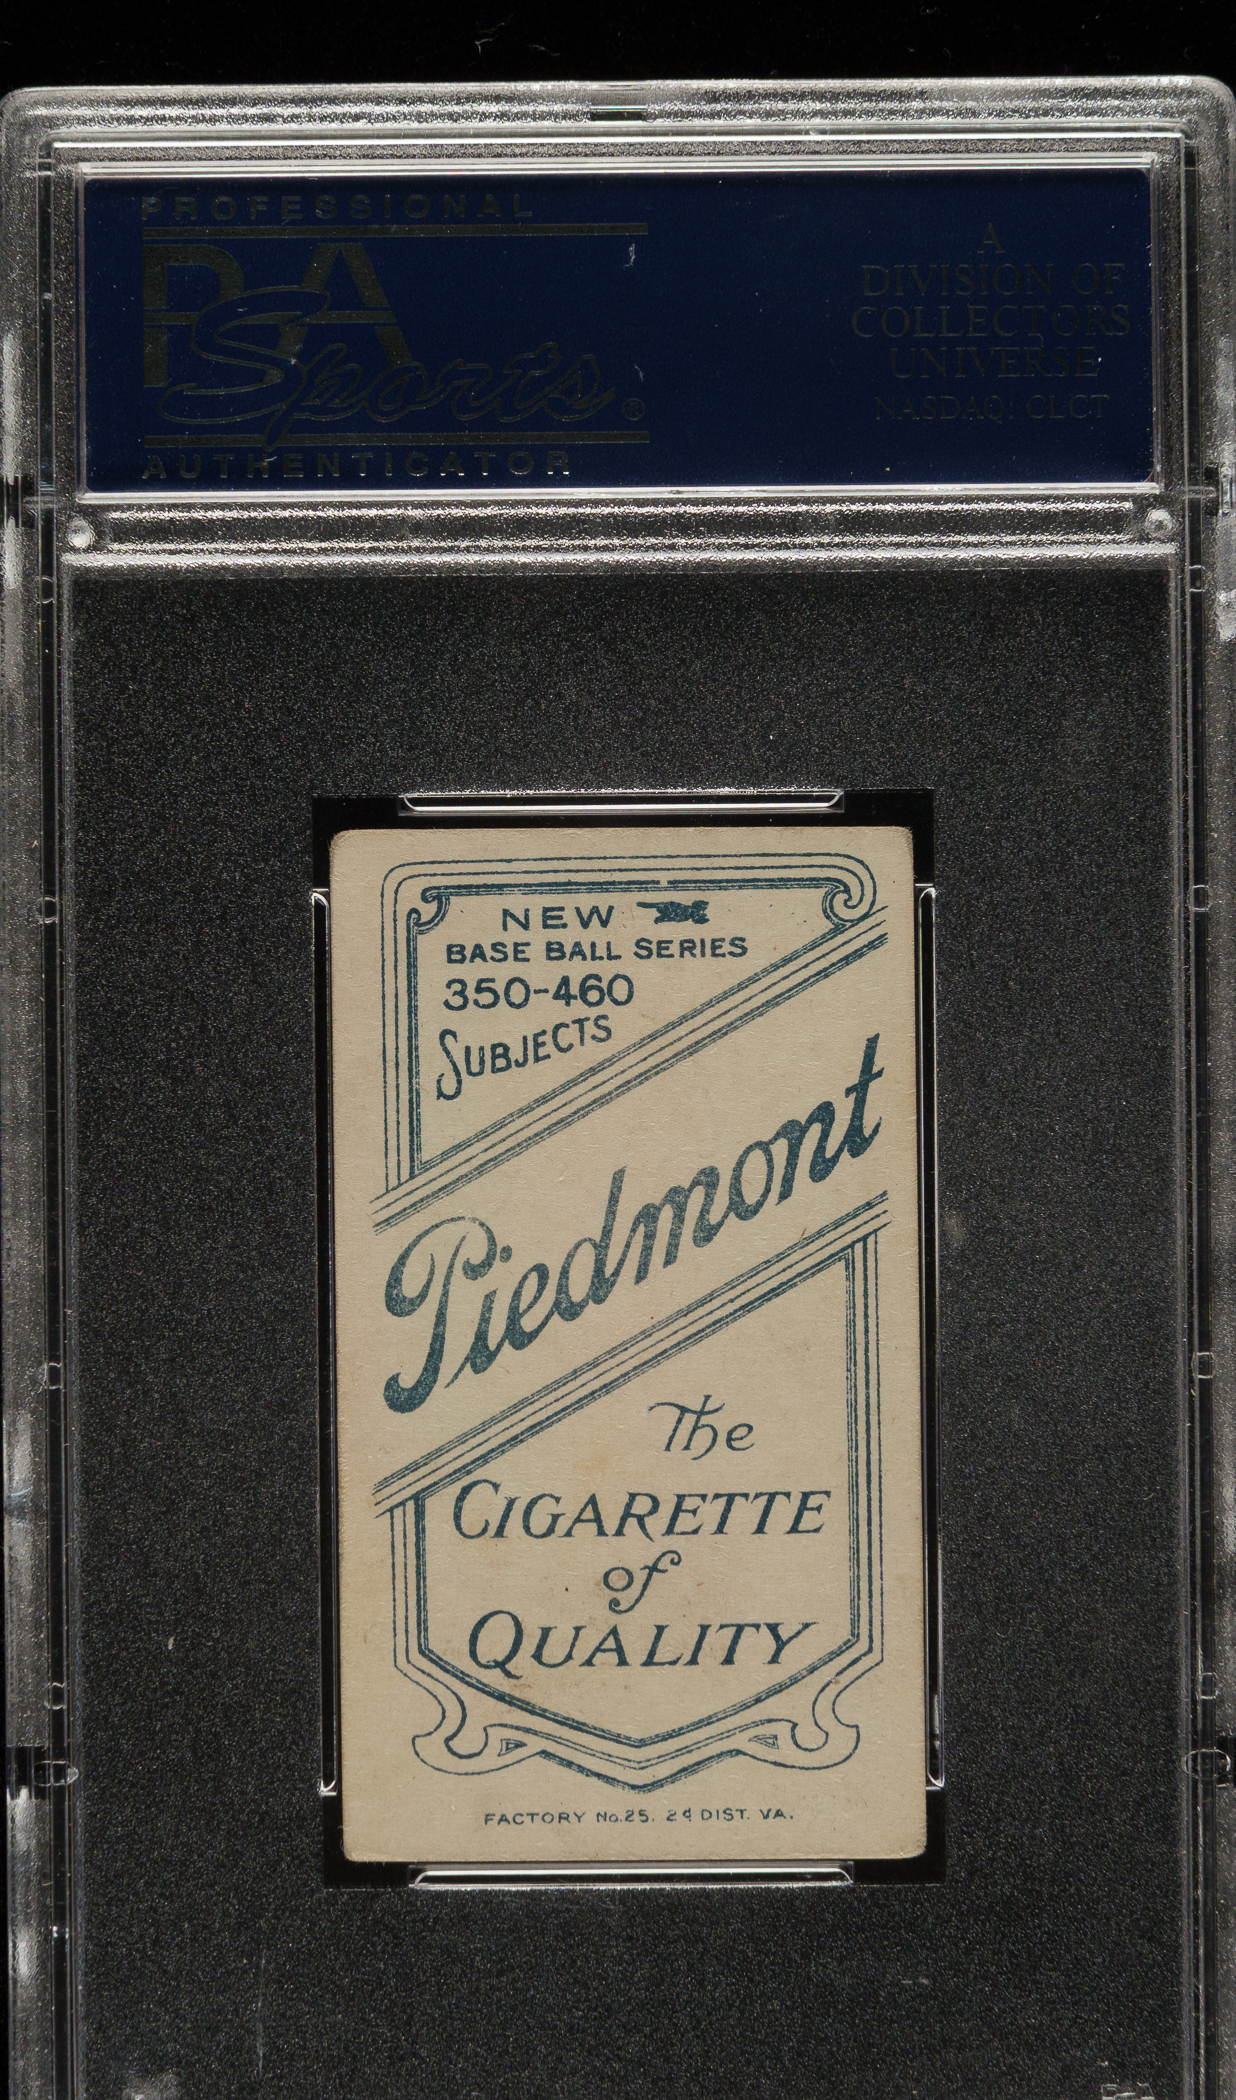 PROFESSIONAL
PSA
Sports®
AUTHENTICATOR
A
DIVISION OF
COLLECTORS
UNIVERSE
NASDAQ: CLCT
NEW
BASE BALL SERIES
350-460
SUBJECTS
Piedmont
The
CIGARETTE
of
QUALITY
FACTORY No.25. 2d DIST. VA.